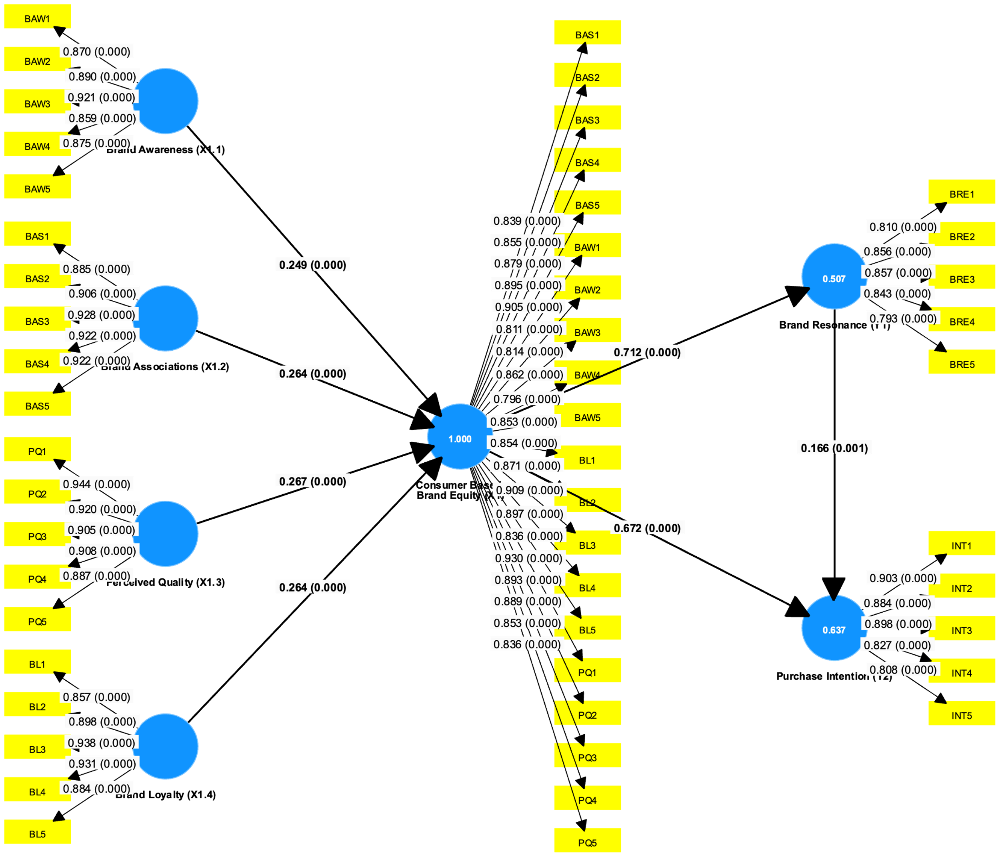 BAW1
0.870 (0.000)
BAW2
0.890 (0.000)
BAW3
0.921 (0.000)
0.859 (0.000)
BAW4
0.875 (0.000)
BAW5
Brand Awareness (X1.1)
BAS1
0.885 (0.000)
BAS2
0.906 (0.000)
BAS3
0.928 (0.000)
0.922 (0.000)
BAS4
0.922 (0.000)
BAS5
Brand Associations (X1.2)
PQ1
0.944 (0.000)
PQ2
0.920 (0.000)
PQ3
0.905 (0.000)
0.908 (0.000)
PQ4
0.887 (0.000)
PQ5
Perceived Quality (X1.3)
BL1
0.857 (0.000)
BL2
0.898 (0.000)
BL3
0.938 (0.000)
0.931 (0.000)
BL4
0.884 (0.000)
BL5
Brand Loyalty (X1.4)
0.249 (0.000)
0.264 (0.000)
0.267 (0.000)
0.264 (0.000)
1.000
Consumer Base
Brand Equity
BAS1
BAS2
BAS3
BAS4
BAS5
BAW1
BAW2
BAW3
BAW4
BAW5
BL1
BL2
BL3
BL4
BL5
PQ1
PQ2
PQ3
PQ4
PQ5
0.839 (0.000)
0.855 (0.000)
0.879 (0.000)
0.895 (0.000)
0.905 (0.000)
0.811 (0.000)
0.814 (0.000)
0.862 (0.000)
0.796 (0.000)
0.853 (0.000)
0.854 (0.000)
0.871 (0.000)
0.909 (0.000)
0.897 (0.000)
0.836 (0.000)
0.930 (0.000)
0.893 (0.000)
0.889 (0.000)
0.853 (0.000)
0.836 (0.000)
0.712 (0.000)
0.672 (0.000)
0.507
Brand Resonance (Y1)
0.166 (0.001)
0.637
Purchase Intention (Y2)
BRE1
0.810 (0.000)
BRE2
0.856 (0.000)
0.857 (0.000)
BRE3
0.843 (0.000)
0.793 (0.000)
BRE4
BRE5
INT1
0.903 (0.000)
INT2
0.884 (0.000)
0.898 (0.000)
INT3
0.827 (0.000)
0.808 (0.000)
INT4
INT5